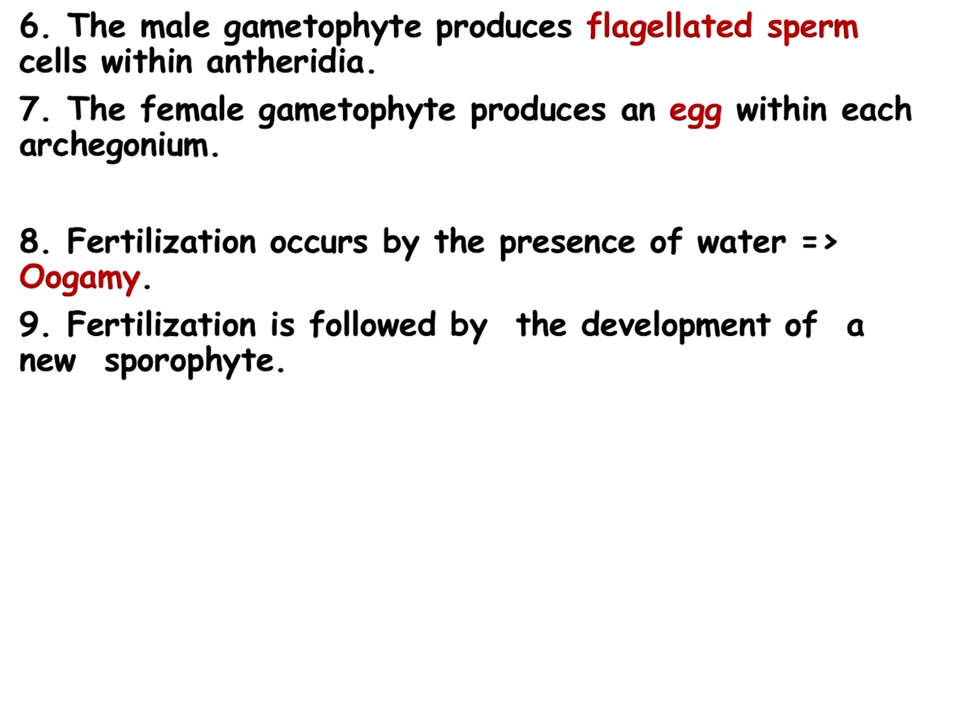 6. The male gametophyte produces flagellated sperm
cells within antheridia.
7. The female gametophyte produces an egg within each
archegonium.
8. Fertilization occurs by the presence of water =>
Oogamy.
9. Fertilization is followed by  the development of  a
new  sporophyte.